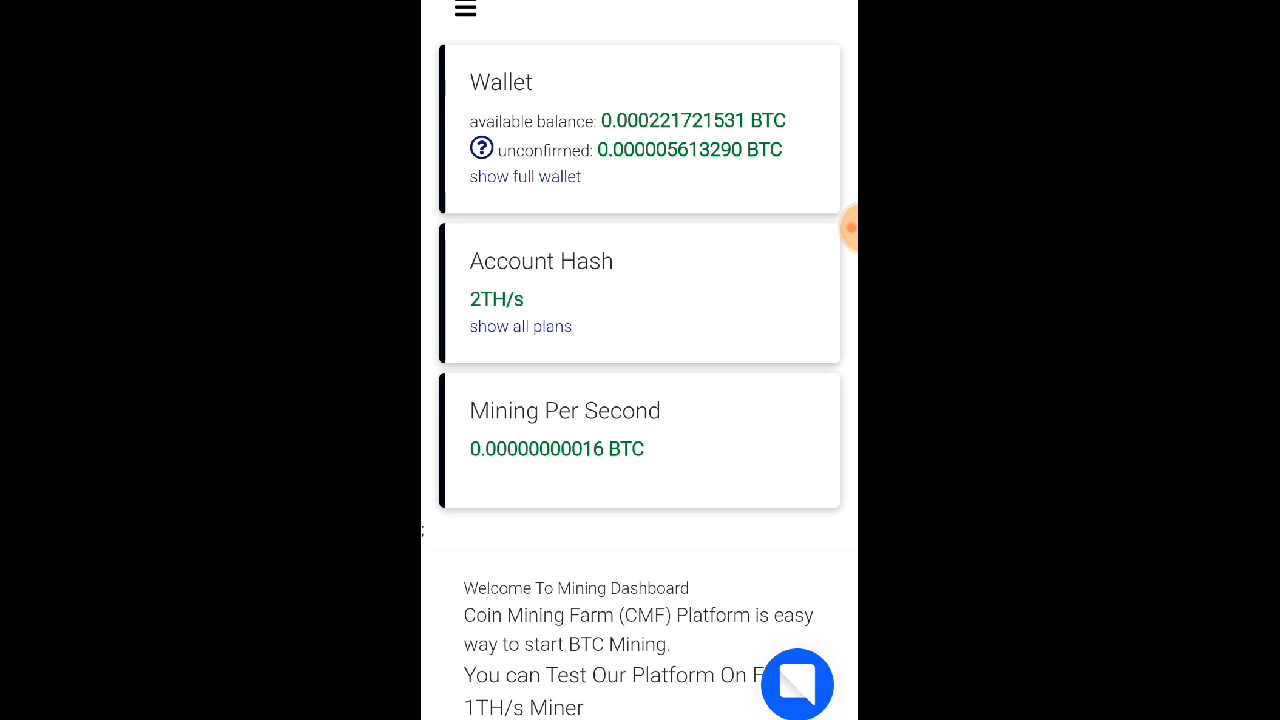 Wallet
available balance: 0.000221721531 BTC
? unconfirmed: 0.000005613290 BTC
show full wallet
Account Hash
2TH/s
show all plans
Mining Per Second
0.00000000016 BTC
;
Welcome To Mining Dashboard
Coin Mining Farm (CMF) Platform is easy
way to start BTC Mining.
You can Test Our Platform On
1TH/s Miner